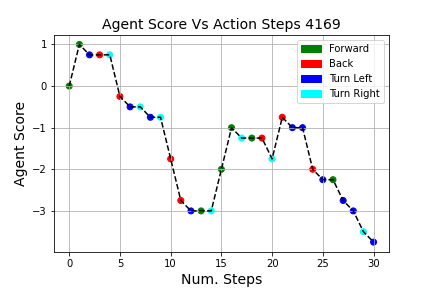 Agent Score Vs Action Steps 4169
Forward
Back
Turn Left
Turn Right
Agent Score
1
0
−1
−2
−3
0 5 10 15 20 25 30
Num. Steps